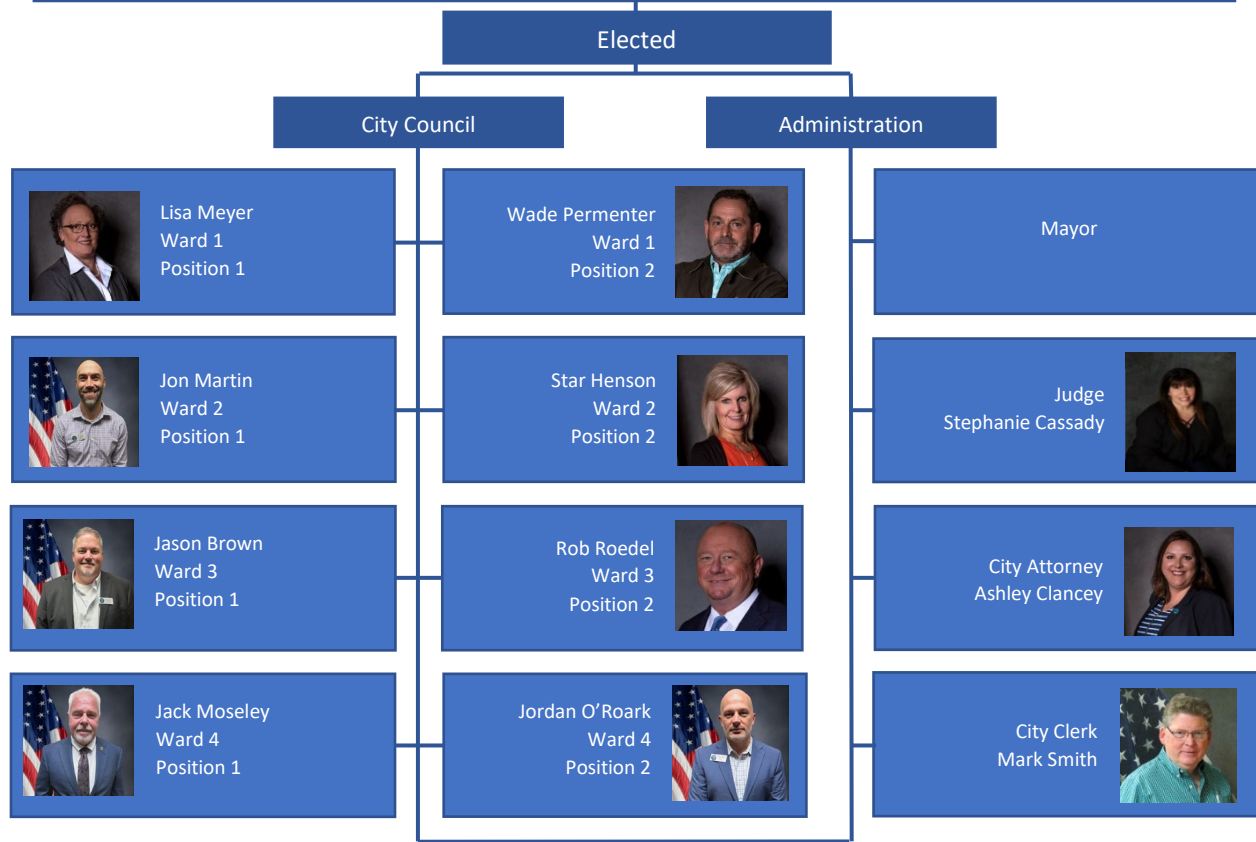 Elected
City Council
Administration
Lisa Meyer
Ward 1
Position 1
Wade Permenter
Ward 1
Position 2
Mayor
Jon Martin
Ward 2
Position 1
Star Henson
Ward 2
Position 2
Judge
Stephanie Cassady
Jason Brown
Ward 3
Position 1
Rob Roedel
Ward 3
Position 2
City Attorney
Ashley Clancey
Jack Moseley
Ward 4
Position 1
Jordan O’Roark
Ward 4
Position 2
City Clerk
Mark Smith